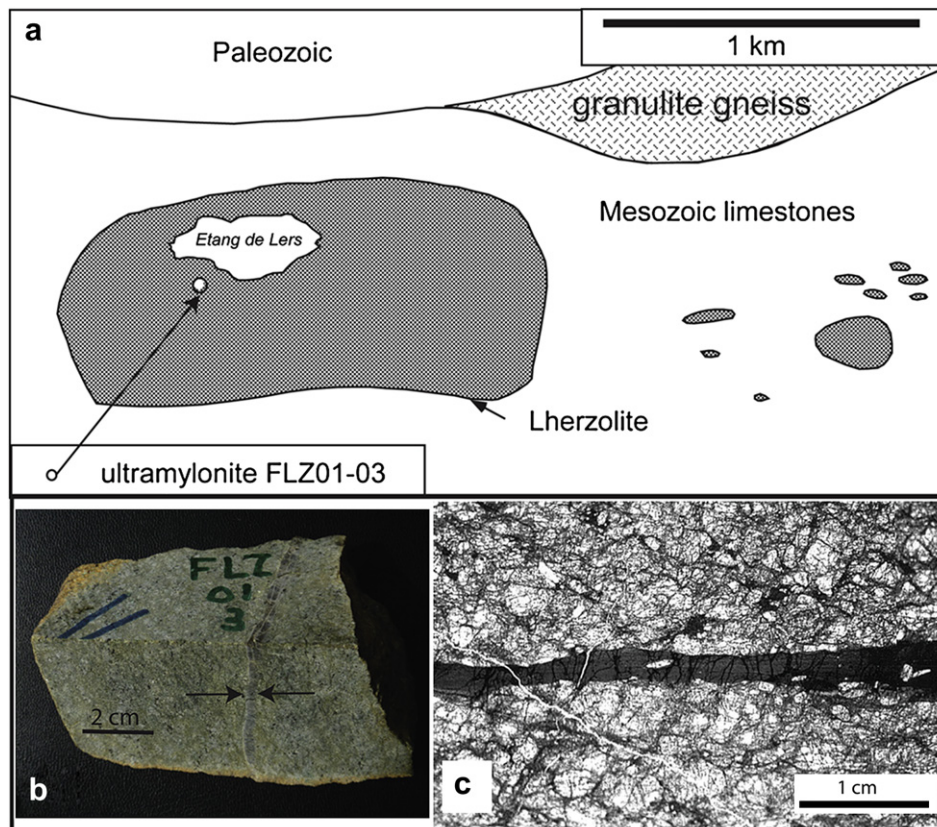 a
Paleozoic
1 km
granulite gneiss
Mesozoic limestones
Etang de Lers
Lherzolite
ultramylonite FLZ01-03
FLZ
01
3
2 cm
b
c
1 cm